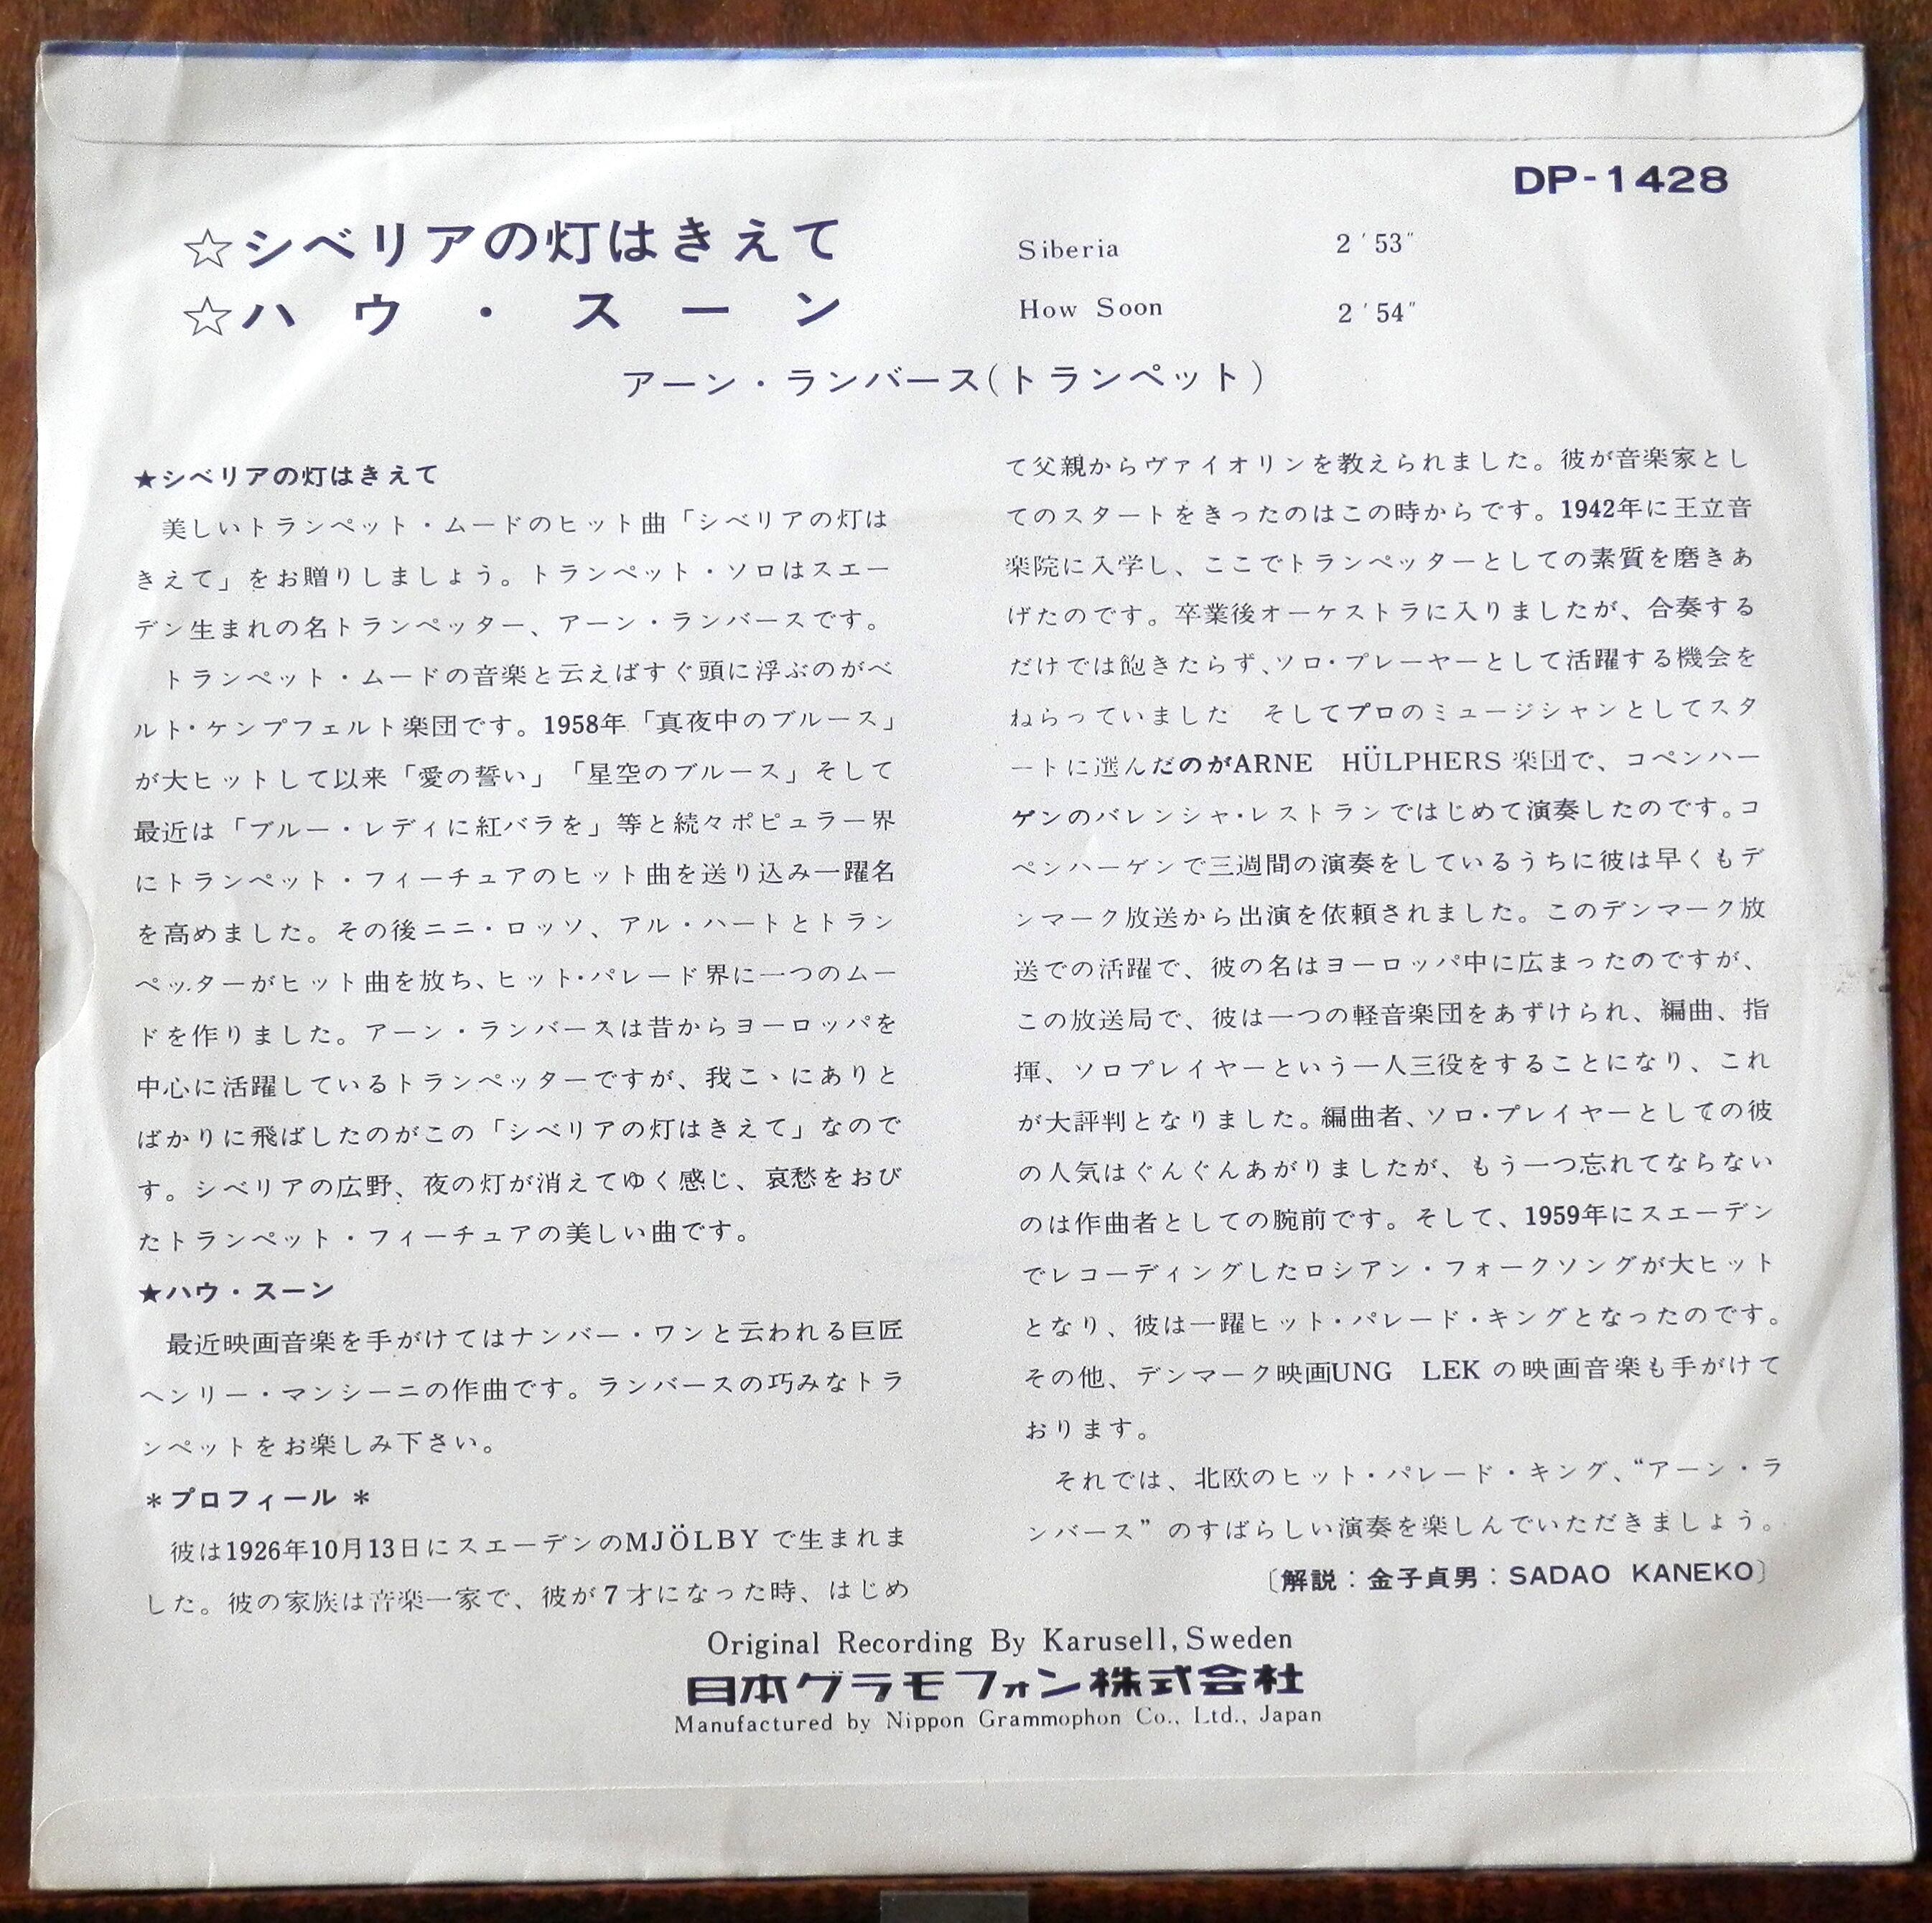 DP-1428
☆シベリアの灯はきえて Siberia 2′53″
☆ハウ・スーン How Soon 2′54″
アーン・ランバース(トランペット)
★シベリアの灯はきえて
美しいトランペット・ムードのヒット曲「シベリアの灯は
きえて」をお贈りしましょう。トランペット・ソロはスエー
デン生まれの名トランペッター、アーン・ランバースです。
トランペット・ムードの音楽と云えばすぐ頭に浮ぶのがベ
ルト・ケンプフェルト楽団です。1958年「真夜中のブルース」
が大ヒットして以来「愛の誓い」「星空のブルース」そして
最近は「ブルー・レディに紅バラを」等と続々ポピュラー界
にトランペット・フィーチュアのヒット曲を送り込み一躍名
を高めました。その後ニニ・ロッソ、アル・ハートとトラン
ペッターがヒット曲を放ち、ヒット・パレード界に一つのムー
ドを作りました。アーン・ランバースは昔からヨーロッパを
中心に活躍しているトランペッターですが、我こゝにありと
ばかりに飛ばしたのがこの「シベリアの灯はきえて」なので
す。シベリアの広野、夜の灯が消えてゆく感じ、哀愁をおび
たトランペット・フィーチュアの美しい曲です。
★ハウ・スーン
最近映画音楽を手がけてはナンバー・ワンと云われる巨匠
ヘンリー・マンシーニの作曲です。ランバースの巧みなトラ
ンペットをお楽しみ下さい。
＊プロフィール＊
彼は1926年10月13日にスエーデンのMJÖLBY で生まれま
した。彼の家族は音楽一家で、彼が7才になった時、はじめ
て父親からヴァイオリンを教えられました。彼が音楽家とし
てのスタートをきったのはこの時からです。1942年に王立音
楽院に入学し、ここでトランペッターとしての素質を磨きあ
げたのです。卒業後オーケストラに入りましたが、合奏する
だけでは飽きたらず、ソロ・プレーヤーとして活躍する機会を
ねらっていました　そしてプロのミュージシャンとしてスタ
ートに選んだのがARNE HÜLPHERS 楽団で、コペンハー
ゲンのバレンシャ・レストランではじめて演奏したのです。コ
ペンハーゲンで三週間の演奏をしているうちに彼は早くもデ
ンマーク放送から出演を依頼されました。このデンマーク放
送での活躍で、彼の名はヨーロッパ中に広まったのですが、
この放送局で、彼は一つの軽音楽団をあずけられ、編曲、指
揮、ソロプレイヤーという一人三役をすることになり、これ
が大評判となりました。編曲者、ソロ・プレイヤーとしての彼
の人気はぐんぐんあがりましたが、もう一つ忘れてならない
のは作曲者としての腕前です。そして、1959年にスエーデン
でレコーディングしたロシアン・フォークソングが大ヒット
となり、彼は一躍ヒット・パレード・キングとなったのです。
その他、デンマーク映画UNG LEK の映画音楽も手がけて
おります。
それでは、北欧のヒット・パレード・キング、“アーン・ラ
ンバース”のすばらしい演奏を楽しんでいただきましょう。
〔解説：金子貞男：SADAO KANEKO〕
Original Recording By Karusell, Sweden
日本グラモフォン株式会社
Manufactured by Nippon Grammophon Co., Ltd., Japan